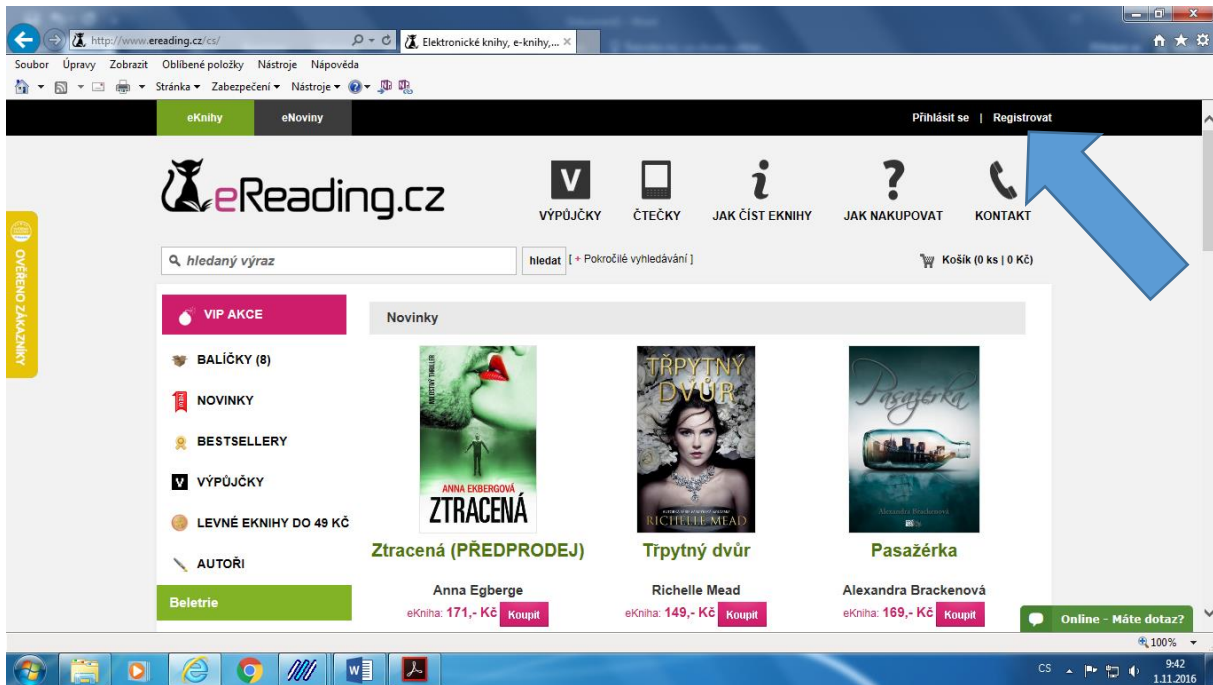 http://www.ereading.cz/cs/
Elektronické knihy, e-knihy,...
Soubor Úpravy Zobrazit Oblíbené položky Nástroje Nápověda
Stránka Zabezpečení Nástroje
eKnihy eNoviny Přihlásit se | Registrovat
eReading.cz
V
VÝPŮJČKY ČTEČKY JAK ČÍST EKNIHY JAK NAKUPOVAT KONTAKT
OVĚŘENO ZÁKAZNÍKY
hledaný výraz hledat [ + Pokročilé vyhledávání ] Košík (0 ks | 0 Kč)
VIP AKCE
BALÍČKY (8)
NOVINKY
BESTSELLERY
V VÝPŮJČKY
LEVNÉ EKNIHY DO 49 KČ
AUTOŘI
Beletrie
Novinky
ANNA EKBERGOVÁ
ZTRACENÁ
TŘPYTNÝ
DVŮR
RICHELLE MEAD
Pasažérka
Alexandra Brackenová
Ztracená (PŘEDPRODEJ) Třpytný dvůr Pasažérka
Anna Egberge Richelle Mead Alexandra Brackenová
eKniha: 171,- Kč Koupit eKniha: 149,- Kč Koupit eKniha: 169,- Kč Koupit
Online - Máte dotaz?
100%
W
CS 9:42
1.11.2016